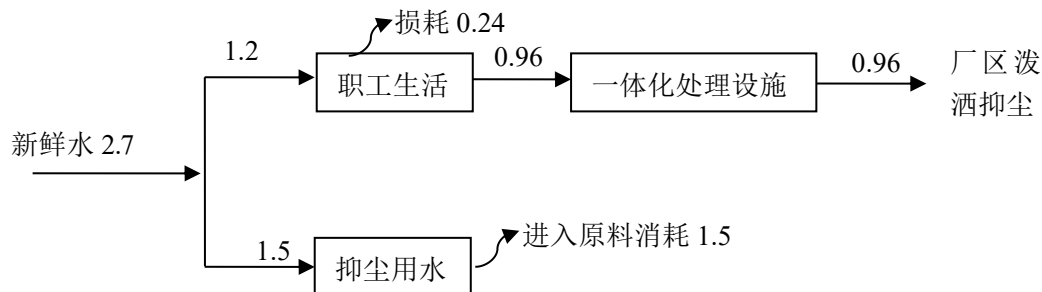 损耗 0.24
1.2
职工生活
0.96
一体化处理设施
0.96
厂区泼
洒抑尘
新鲜水 2.7
1.5
抑尘用水
进入原料消耗 1.5